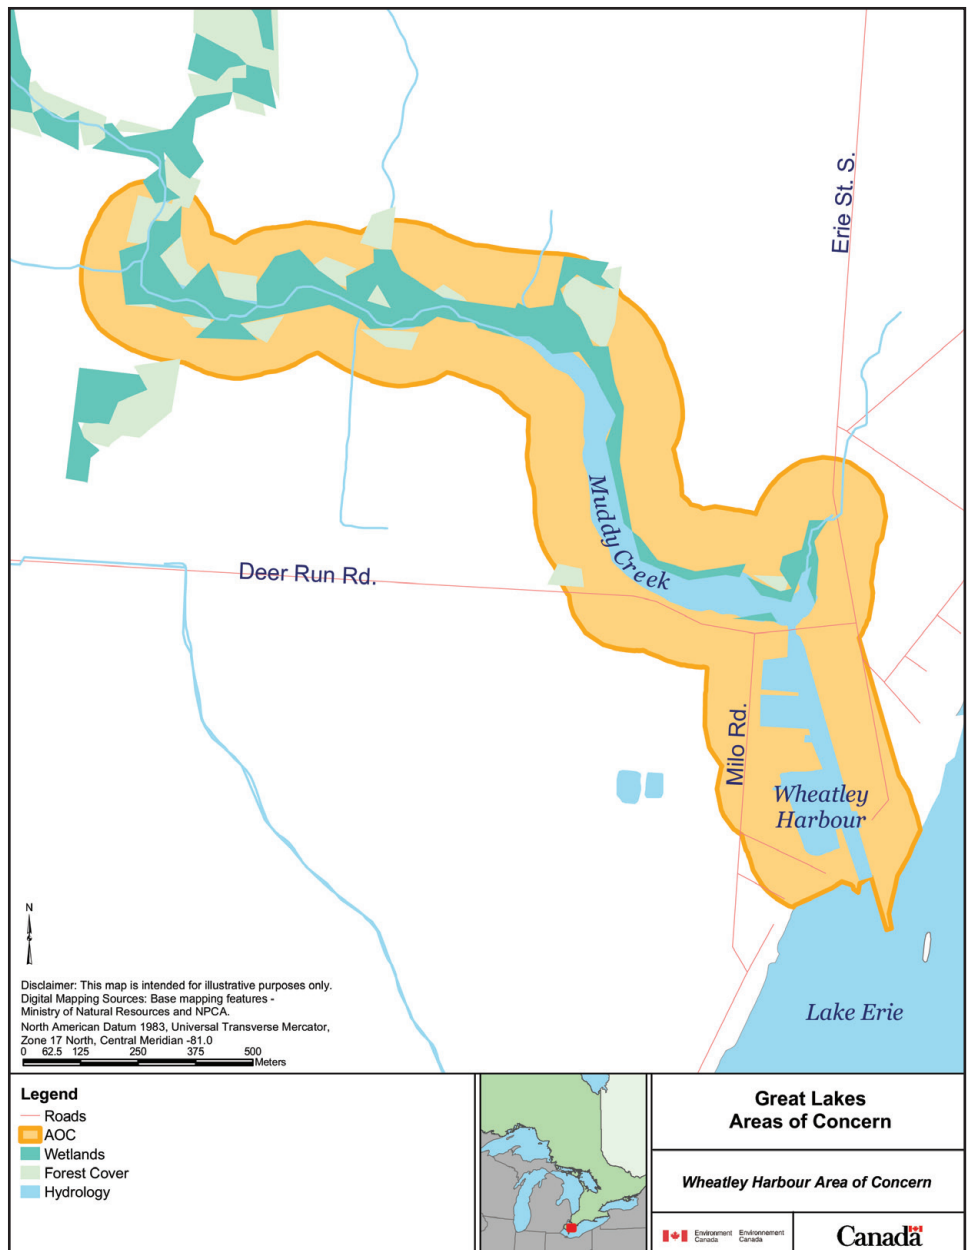 Erie St. S.
Muddy Creek
Deer Run Rd.
Milo Rd.
Wheatley
Harbour
Lake Erie
N
Disclaimer: This map is intended for illustrative purposes only.
Digital Mapping Sources: Base mapping features -
Ministry of Natural Resources and NPCA.
North American Datum 1983, Universal Transverse Mercator,
Zone 17 North, Central Meridian -81.0
0 62.5 125 250 375 500
Meters
Legend
Roads
AOC
Wetlands
Forest Cover
Hydrology
Great Lakes
Areas of Concern
Wheatley Harbour Area of Concern
Environment Environnement
Canada Canada
Canada